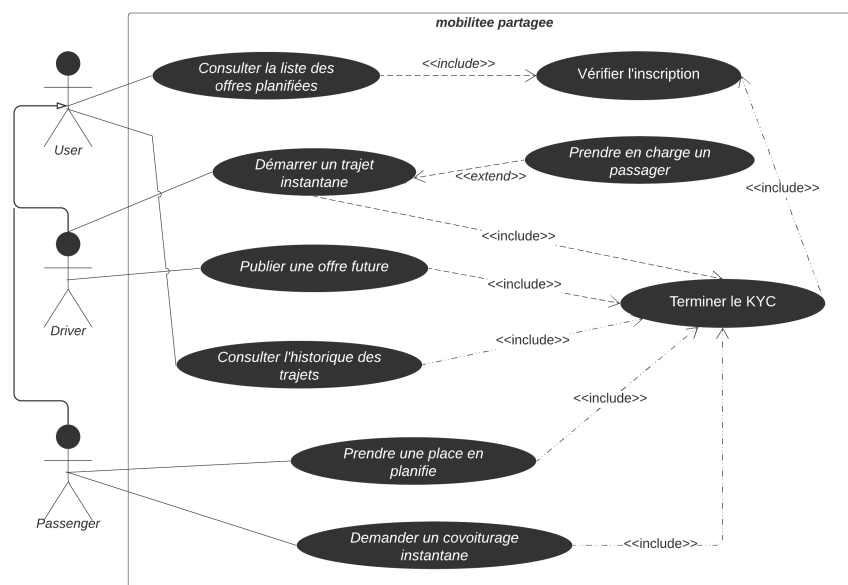 mobilitee partagee
Consulter la liste des
offres planifiées
<<include>>
Vérifier l'inscription
User
Démarrer un trajet
instantane
<<extend>>
Prendre en charge un
passager
<<include>>
<<include>>
Driver
Publier une offre future
<<include>>
Terminer le KYC
Consulter l'historique des
trajets
<<include>>
<<include>>
Passenger
Prendre une place en
planifie
Demander un covoiturage
instantane
<<include>>